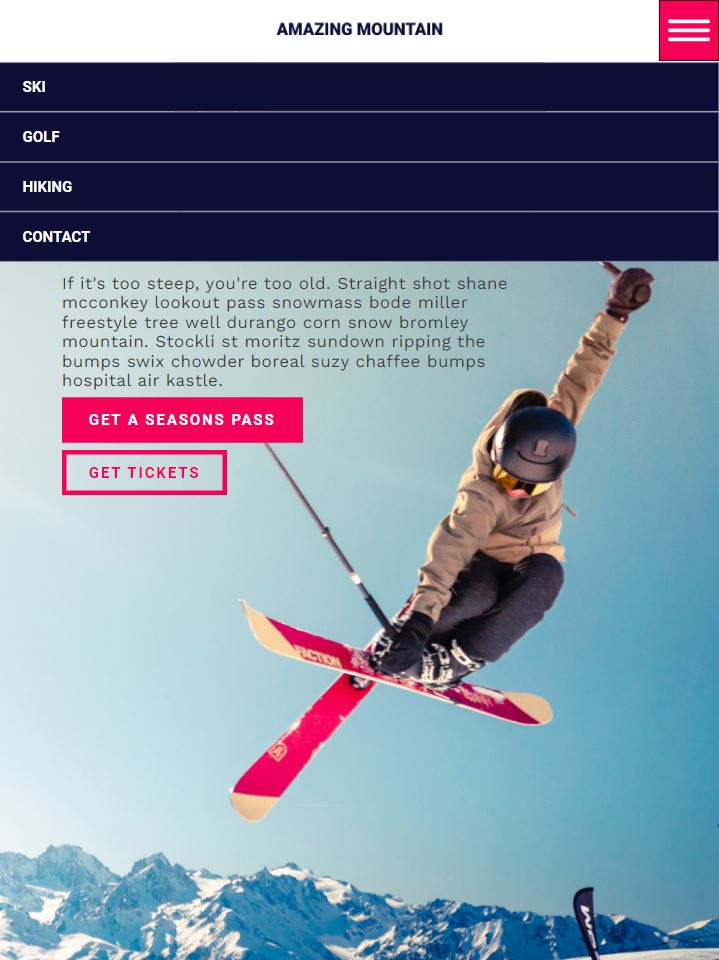 AMAZING MOUNTAIN
SKI
GOLF
HIKING
CONTACT
If it's too steep, you're too old. Straight shot shane
mcconkey lookout pass snowmass bode miller
freestyle tree well durango corn snow bromley
mountain. Stockli st moritz sundown ripping the
bumps swix chowder boreal suzy chaffee bumps
hospital air kastle.
GET A SEASONS PASS
GET TICKETS
FACTION